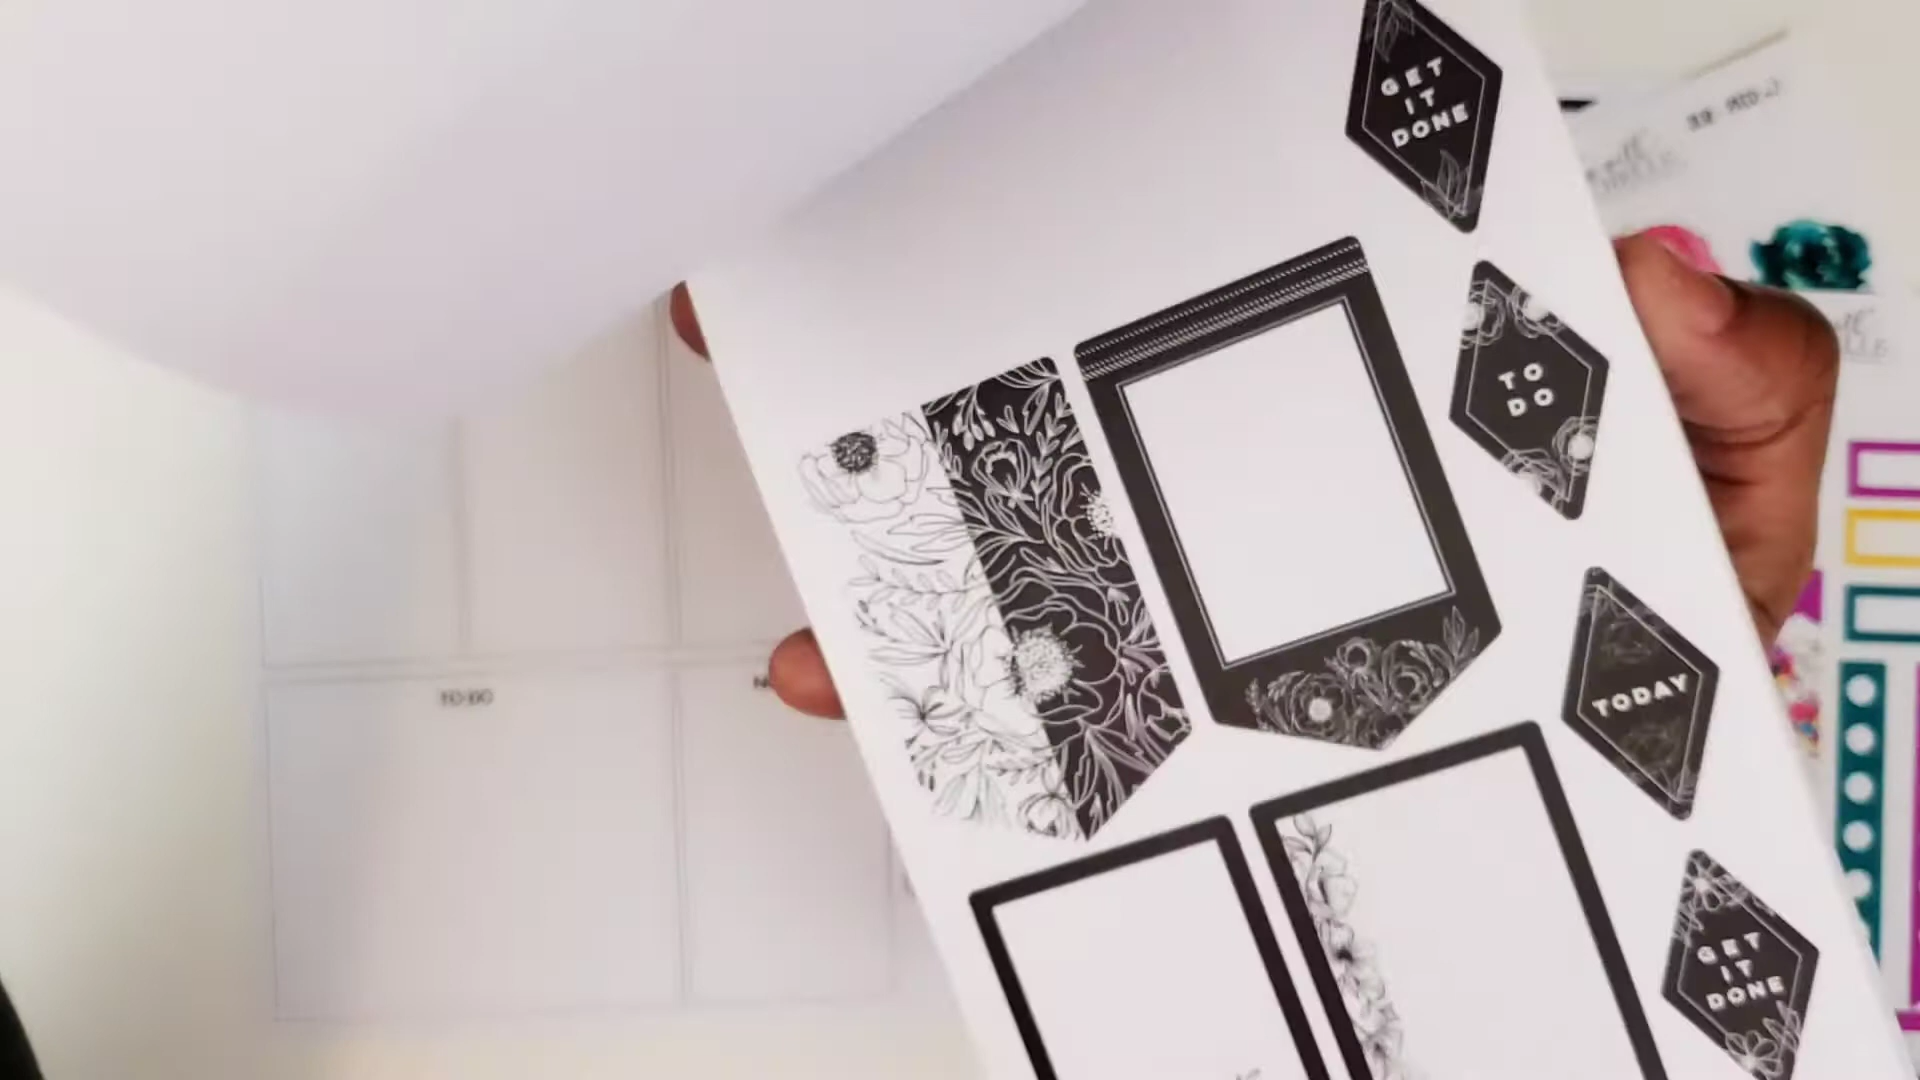 GET
IT
DONE
TO
DO
TODAY
GET
IT
DONE
TO DO